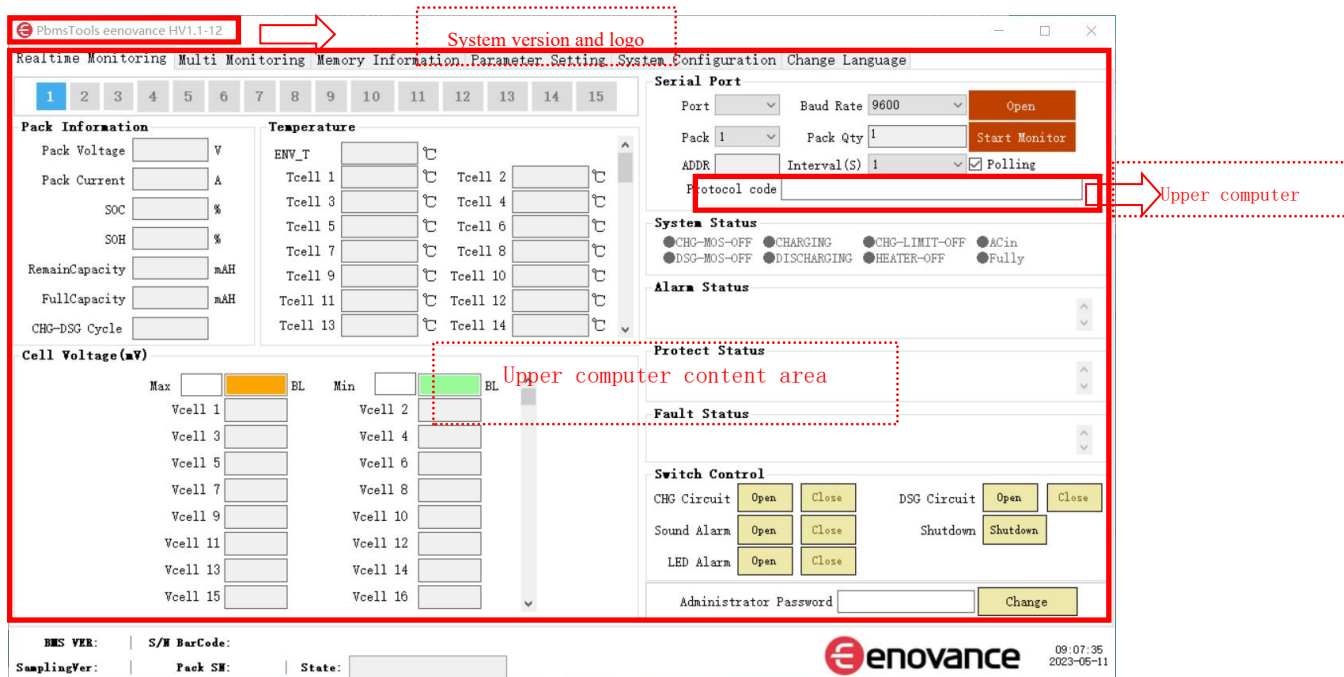 PbmsTools eenovance HV1.1-12
System version and logo
Realtime Monitoring Multi Monitoring Memory Information Parameter Setting System Configuration Change Language
1 2 3 4 5 6 7 8 9 10 11 12 13 14 15
Pack Information
Pack Voltage V
Pack Current A
SOC %
SOH %
RemainCapacity mAH
FullCapacity mAH
CHG-DSG Cycle
Temperature
ENV_T ℃
Tcell 1 ℃ Tcell 2 ℃
Tcell 3 ℃ Tcell 4 ℃
Tcell 5 ℃ Tcell 6 ℃
Tcell 7 ℃ Tcell 8 ℃
Tcell 9 ℃ Tcell 10 ℃
Tcell 11 ℃ Tcell 12 ℃
Tcell 13 ℃ Tcell 14 ℃
Cell Voltage(mV)
Max BL Min BL
Vcell 1 Vcell 2
Vcell 3 Vcell 4
Vcell 5 Vcell 6
Vcell 7 Vcell 8
Vcell 9 Vcell 10
Vcell 11 Vcell 12
Vcell 13 Vcell 14
Vcell 15 Vcell 16
Upper computer content area
Serial Port
Port Baud Rate 9600 Open
Pack 1 Pack Qty 1 Start Monitor
ADDR Interval(S) 1 Polling
Protocol code
Upper computer
System Status
CHG-MOS-OFF CHARGING CHG-LIMIT-OFF ACin
DSG-MOS-OFF DISCHARGING HEATER-OFF Fully
Alarm Status
Protect Status
Fault Status
Switch Control
CHG Circuit Open Close DSG Circuit Open Close
Sound Alarm Open Close Shutdown Shutdown
LED Alarm Open Close
Administrator Password Change
BMS VER: S/N BarCode:
SamplingVer: Pack SN: State:
enovance
09:07:35
2023-05-11